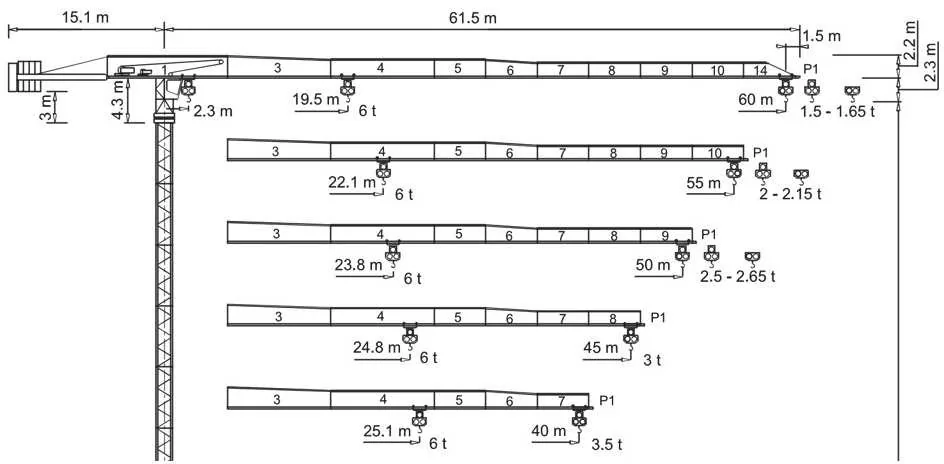 15.1 m 61.5 m
1.5 m
2.2 m
2.3 m
1 3 4 5 6 7 8 9 10 14 P1
3 m
4.3 m
2.3 m
19.5 m 6 t
60 m 1.5 - 1.65 t
3 4 5 6 7 8 9 10 P1
22.1 m 6 t
55 m 2 - 2.15 t
3 4 5 6 7 8 9 P1
23.8 m 6 t
50 m 2.5 - 2.65 t
3 4 5 6 7 8 P1
24.8 m 6 t
45 m 3 t
3 4 5 6 7 P1
25.1 m 6 t
40 m 3.5 t